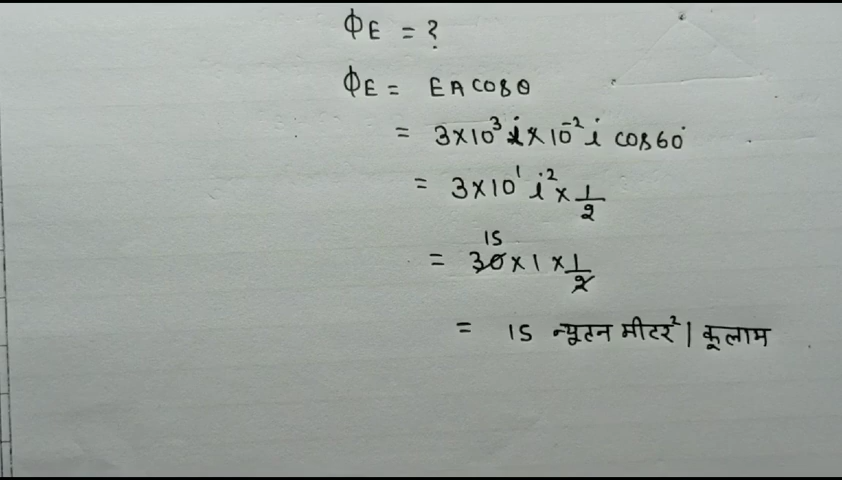 ΦE = ?
ΦE = EA cosθ
= 3×10³ i × 10⁻² i cos60°
= 3×10¹ i² × 1/2
15
= 30 × 1 × 1/2
= 15 न्यूटन मीटर² / कूलाम